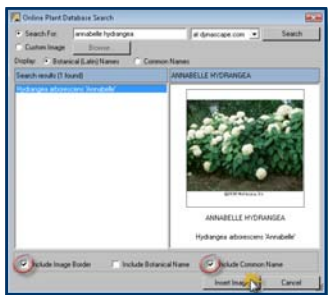 Online Plant Database Search
Search For: annabelle hydrangea at dynascape.com Search
Custom Image Browse...
Display: Botanical (Latin) Names Common Names
Search results (1 found) ANNABELLE HYDRANGEA
Hydrangea arborescens 'Annabelle'
ANNABELLE HYDRANGEA
Hydrangea arborescens 'Annabelle'
Include Image Border Include Botanical Name Include Common Name
Insert Image Cancel